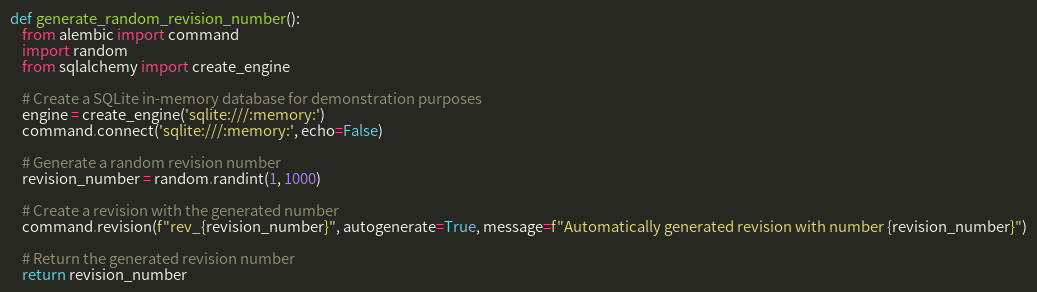 def generate_random_revision_number():
from alembic import command
import random
from sqlalchemy import create_engine
# Create a SQLite in-memory database for demonstration purposes
engine = create_engine('sqlite:///:memory:')
command.connect('sqlite:///:memory:', echo=False)
# Generate a random revision number
revision_number = random.randint(1, 1000)
# Create a revision with the generated number
command.revision(f"rev_{revision_number}", autogenerate=True, message=f"Automatically generated revision with number {revision_number}")
# Return the generated revision number
return revision_number